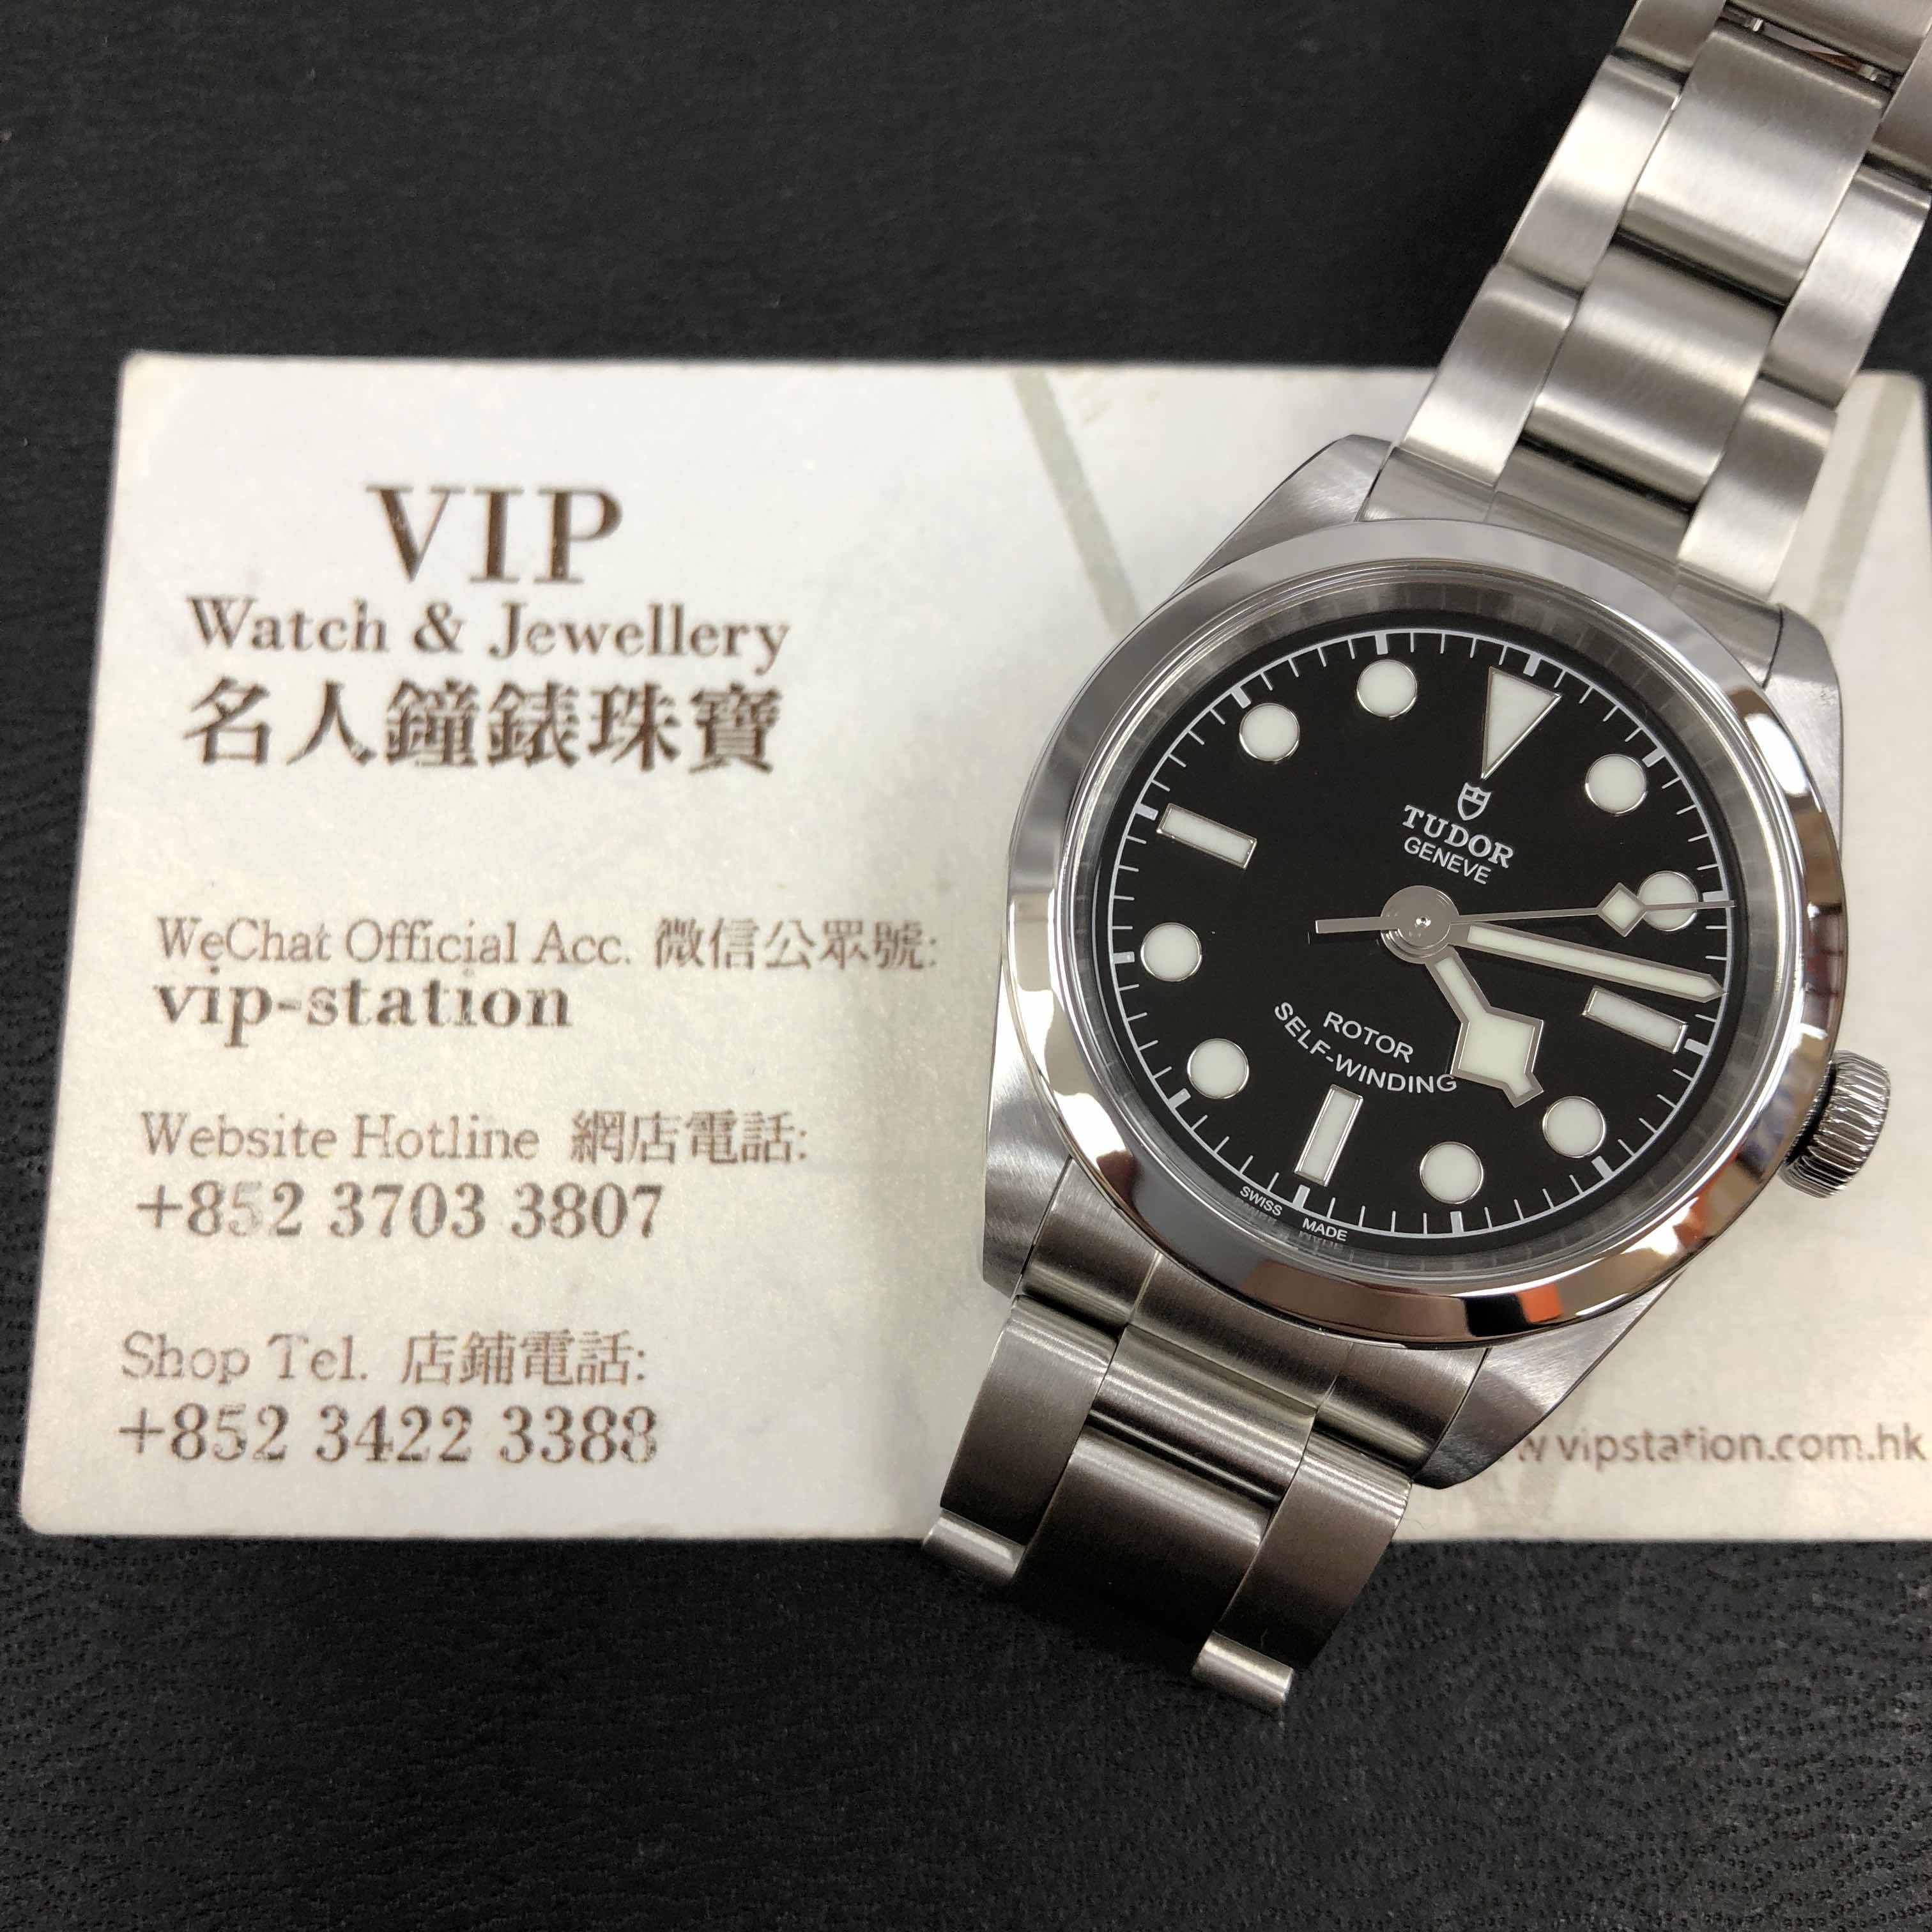 VIP
Watch & Jewellery
名人鐘錶珠寶
WeChat Official Acc. 微信公眾號:
vip-station
Website Hotline 網店電話:
+852 3703 3807
Shop Tel. 店鋪電話:
+852 3422 3388
vipstation.com.hk
TUDOR
GENEVE
ROTOR
SELF-WINDING
SWISS MADE